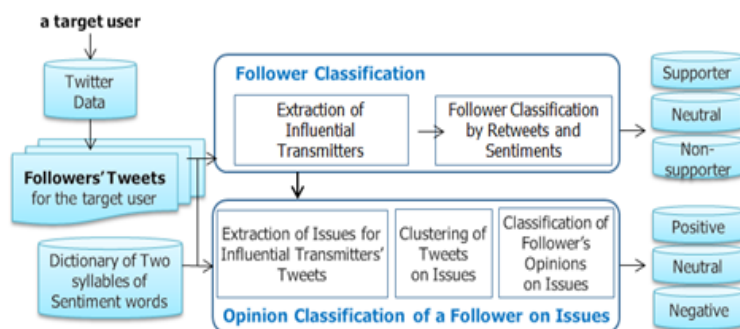 a target user
Twitter
Data
Followers' Tweets
for the target user
Dictionary of Two
syllables of
Sentiment words
Follower Classification
Extraction of
Influential
Transmitters
Follower Classification
by Retweets and
Sentiments
Supporter
Neutral
Non-
supporter
Extraction of Issues for
Influential Transmitters'
Tweets
Clustering of
Tweets
on Issues
Classification of
Follower's
Opinions
on Issues
Opinion Classification of a Follower on Issues
Positive
Neutral
Negative